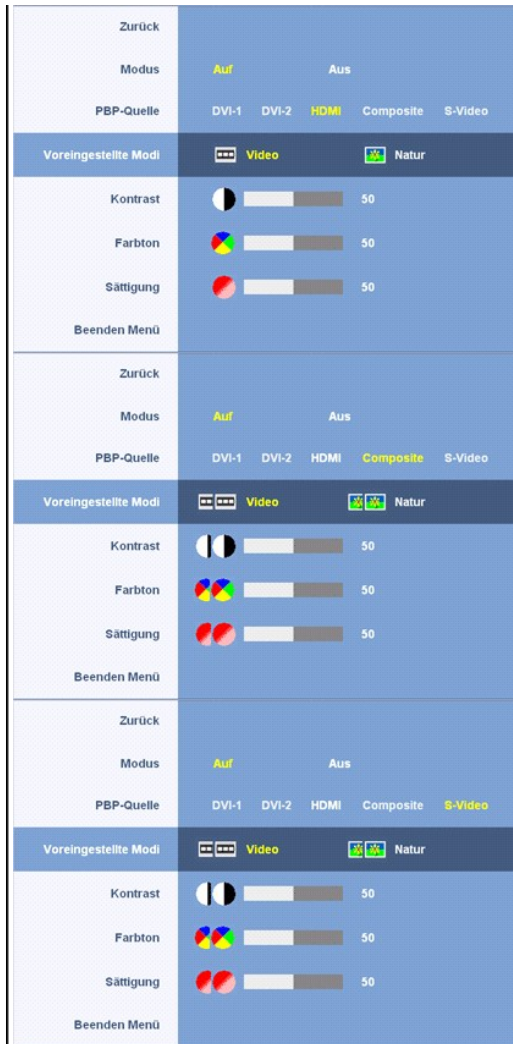 Zurück
Modus Auf Aus
PBP-Quelle DVI-1 DVI-2 HDMI Composite S-Video
Voreingestellte Modi Video Natur
Kontrast 50
Farbton 50
Sättigung 50
Beenden Menü
Zurück
Modus Auf Aus
PBP-Quelle DVI-1 DVI-2 HDMI Composite S-Video
Voreingestellte Modi Video Natur
Kontrast 50
Farbton 50
Sättigung 50
Beenden Menü
Zurück
Modus Auf Aus
PBP-Quelle DVI-1 DVI-2 HDMI Composite S-Video
Voreingestellte Modi Video Natur
Kontrast 50
Farbton 50
Sättigung 50
Beenden Menü